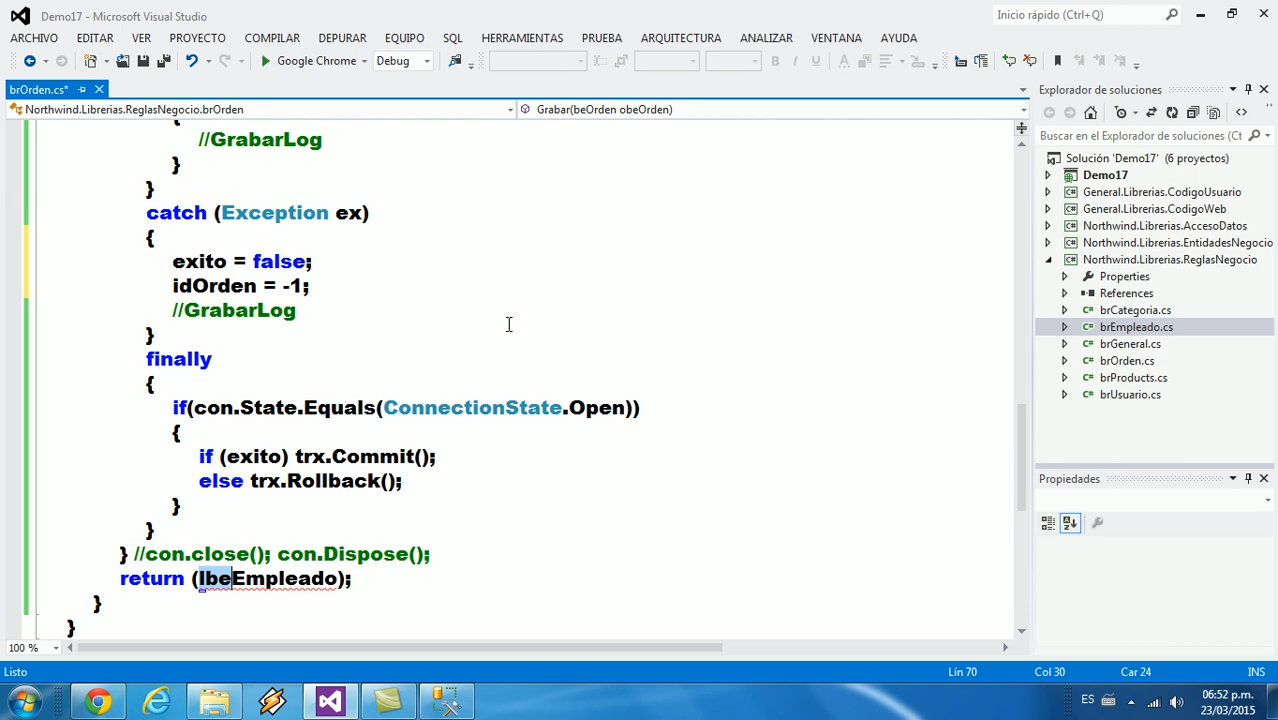 Demo17 - Microsoft Visual Studio
Inicio rápido (Ctrl+Q)
ARCHIVO EDITAR VER PROYECTO COMPILAR DEPURAR EQUIPO SQL HERRAMIENTAS PRUEBA ARQUITECTURA ANALIZAR VENTANA AYUDA
Google Chrome Debug
brOrden.cs*
Northwind.Librerias.ReglasNegocio.brOrden
Grabar(beOrden obeOrden)
{
//GrabarLog
}
}
catch (Exception ex)
{
exito = false;
idOrden = -1;
//GrabarLog
}
finally
{
if(con.State.Equals(ConnectionState.Open))
{
if (exito) trx.Commit();
else trx.Rollback();
}
}
} //con.close(); con.Dispose();
return (lbeEmpleado);
}
}
100 %
Explorador de soluciones
Buscar en el Explorador de soluciones (Ct
Solución 'Demo17' (6 proyectos)
Demo17
General.Librerias.CodigoUsuario
General.Librerias.CodigoWeb
Northwind.Librerias.AccesoDatos
Northwind.Librerias.EntidadesNegocio
Northwind.Librerias.ReglasNegocio
Properties
References
brCategoria.cs
brEmpleado.cs
brGeneral.cs
brOrden.cs
brProducts.cs
brUsuario.cs
Propiedades
Listo
Lín 70 Col 30 Car 24 INS
ES
06:52 p.m.
23/03/2015